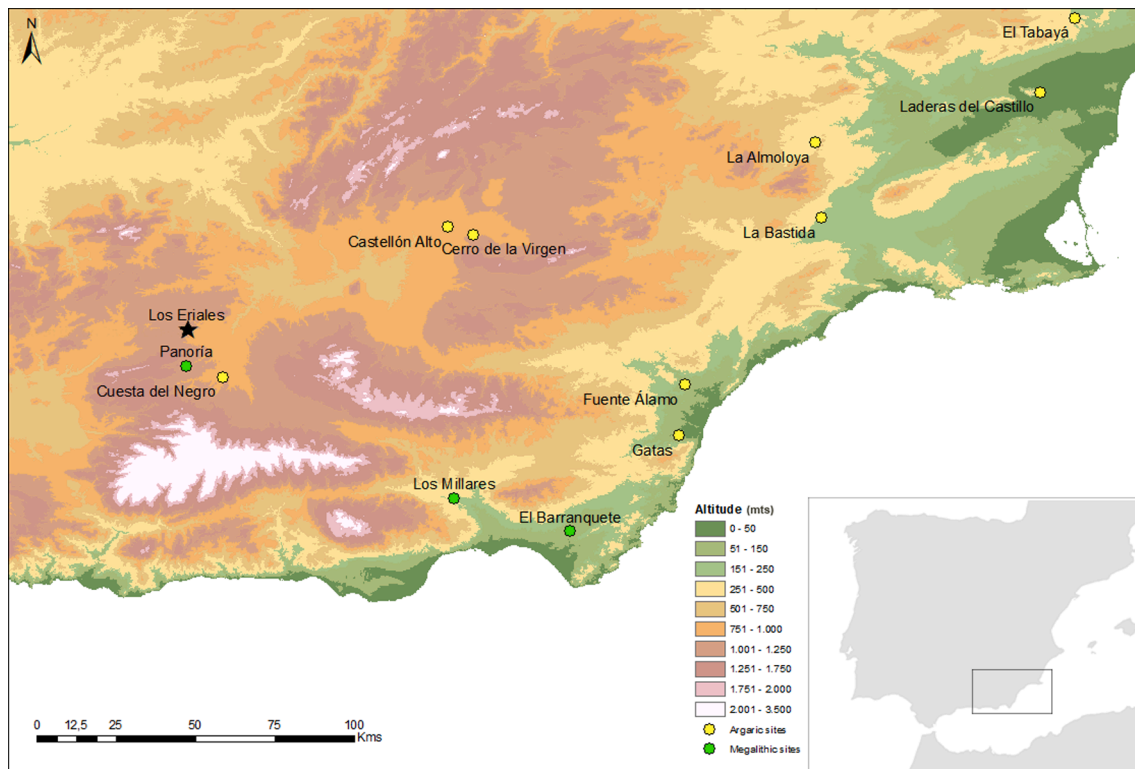 N
El Tabayá
Laderas del Castillo
La Almoloya
La Bastida
Castellón Alto
Cerro de la Virgen
Los Eriales
Panoría
Cuesta del Negro
Fuente Álamo
Gatas
Los Millares
El Barranquete
Altitude (mts)
0 - 50
51 - 150
151 - 250
251 - 500
501 - 750
751 - 1.000
1.001 - 1.250
1.251 - 1.750
1.751 - 2.000
2.001 - 3.500
Argaric sites
Megalithic sites
0 12,5 25 50 75 100
Kms